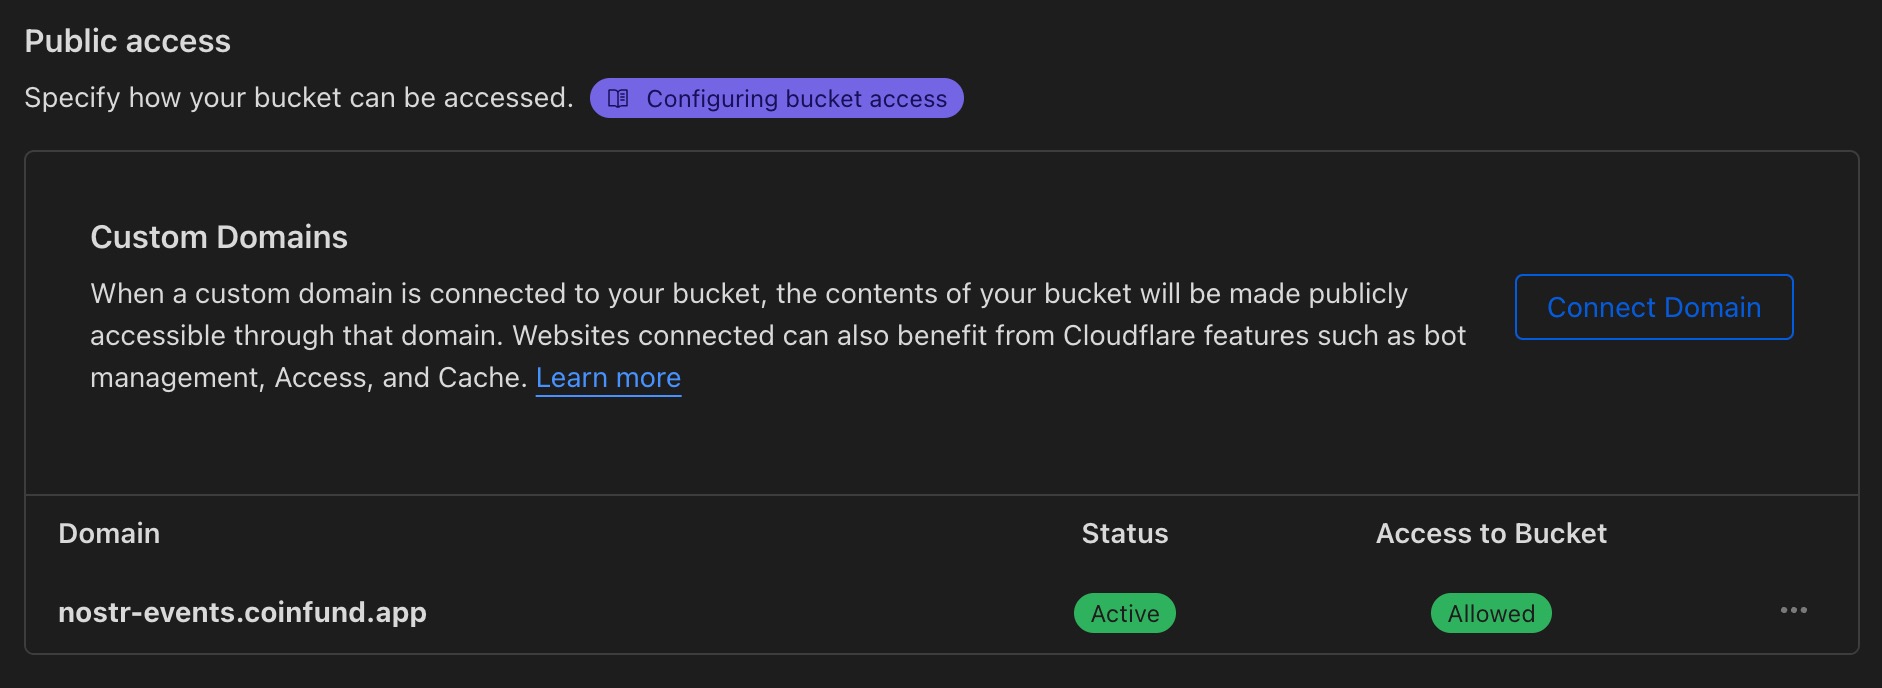 Public access
Specify how your bucket can be accessed. Configuring bucket access
Custom Domains
When a custom domain is connected to your bucket, the contents of your bucket will be made publicly
accessible through that domain. Websites connected can also benefit from Cloudflare features such as bot
management, Access, and Cache. Learn more
Connect Domain
Domain Status Access to Bucket
nostr-events.coinfund.app Active Allowed